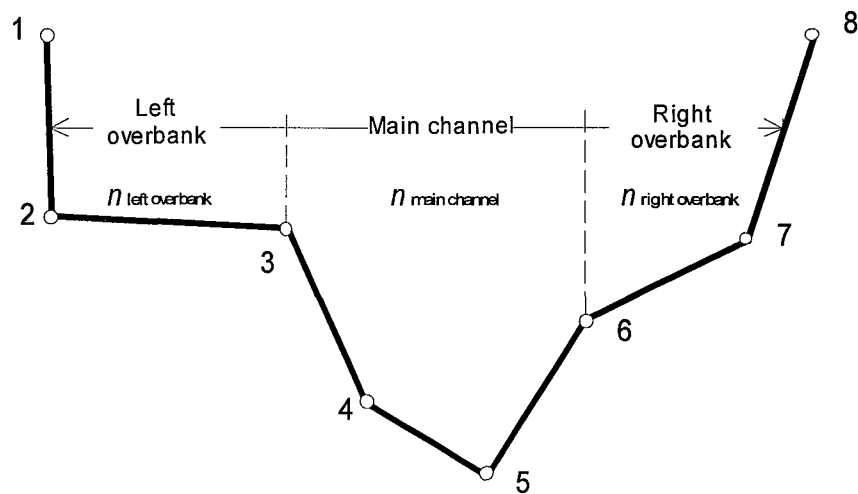 1
8
Left
overbank
Main channel
Right
overbank
n left overbank
n main channel
n right overbank
2
3
7
6
4
5